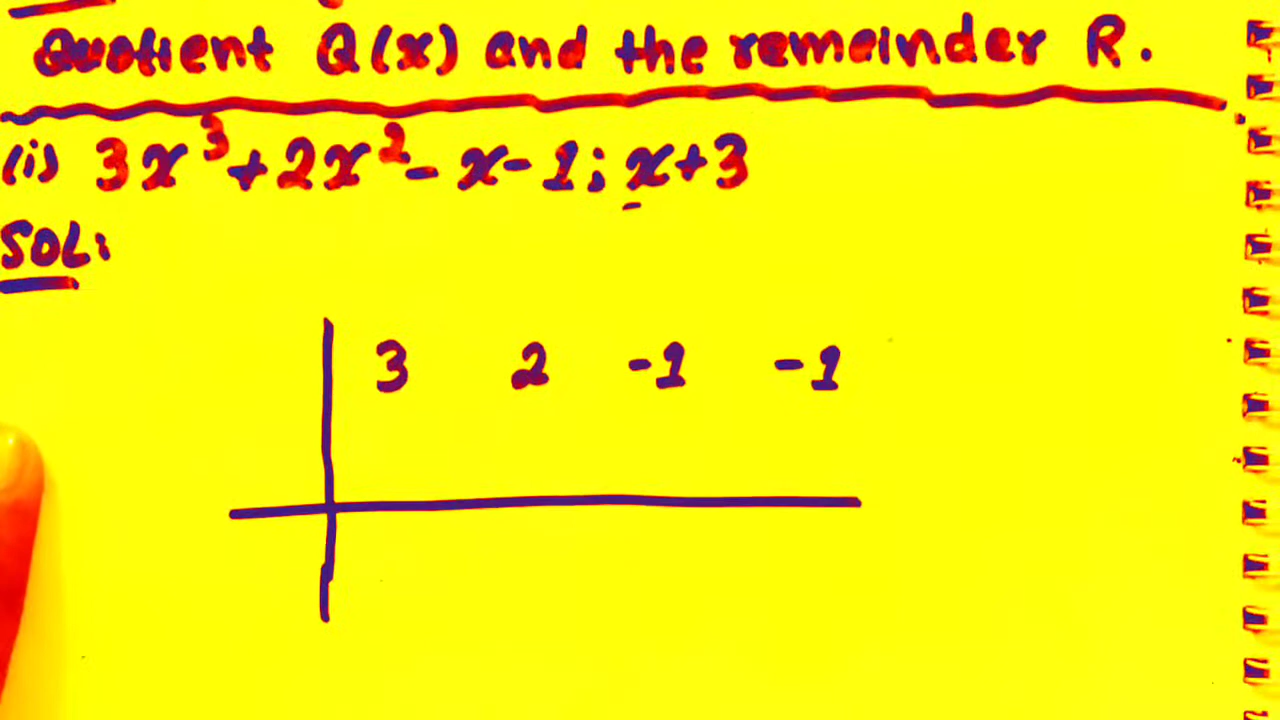 Quotient Q(x) and the remainder R.
(i) 3x³+2x²-x-1; x+3
SOL:
3 2 -1 -1